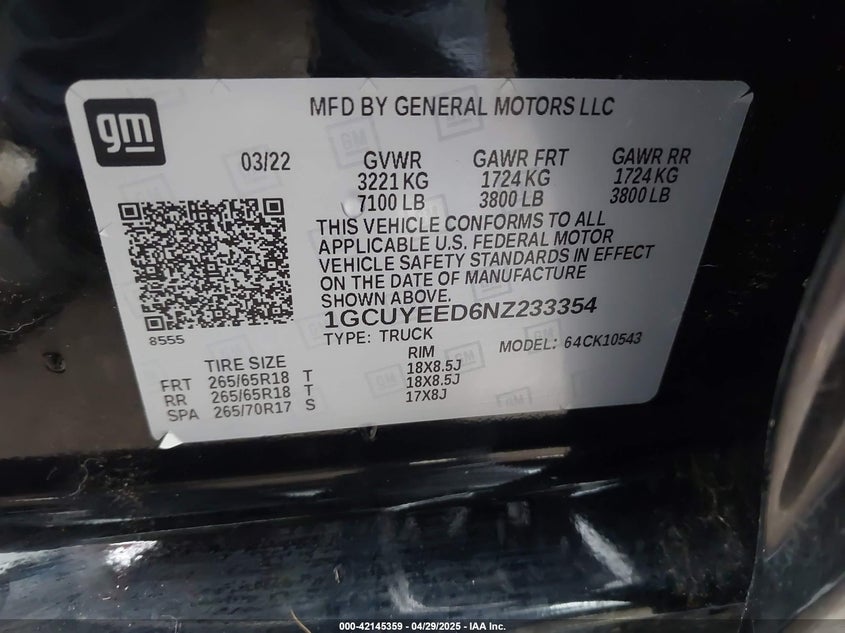 gm
MFD BY GENERAL MOTORS LLC
03/22
GVWR GAWR FRT GAWR RR
3221 KG 1724 KG 1724 KG
7100 LB 3800 LB 3800 LB
THIS VEHICLE CONFORMS TO ALL
APPLICABLE U.S. FEDERAL MOTOR
VEHICLE SAFETY STANDARDS IN EFFECT
ON THE DATE OF MANUFACTURE
SHOWN ABOVE.
8555
1GCUYEED6NZ233354
TYPE: TRUCK MODEL: 64CK10543
TIRE SIZE RIM
FRT 265/65R18 T 18X8.5J
RR 265/65R18 T 18X8.5J
SPA 265/70R17 S 17X8J
000-42145359 - 04/29/2025 - IAA Inc.